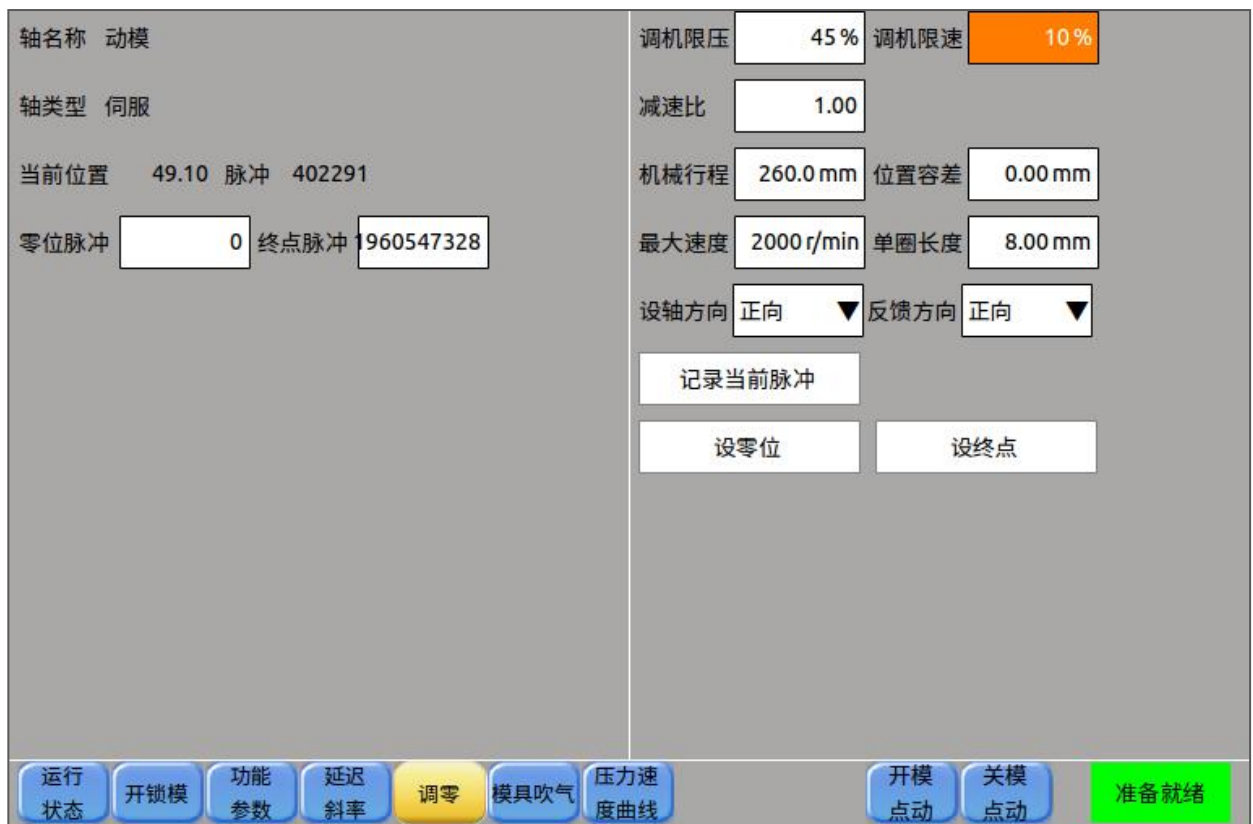 轴名称 动模
调机限压 45 % 调机限速 10 %
轴类型 伺服
减速比 1.00
当前位置 49.10 脉冲 402291
机械行程 260.0 mm 位置容差 0.00 mm
零位脉冲 0 终点脉冲 1960547328
最大速度 2000 r/min 单圈长度 8.00 mm
设轴方向 正向 ▼ 反馈方向 正向 ▼
记录当前脉冲
设零位 设终点
运行
状态
开锁模
功能
参数
延迟
斜率
调零
模具吹气
压力速
度曲线
开模
点动
关模
点动
准备就绪